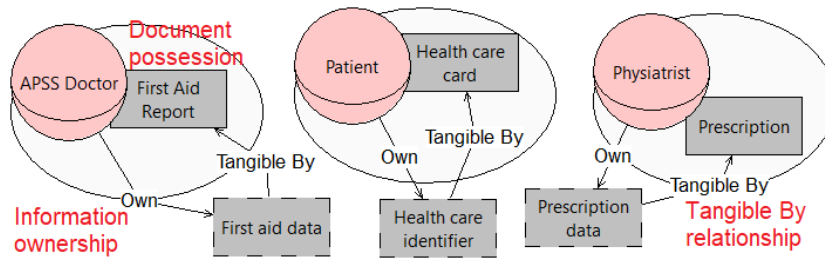 Document
possession
APSS Doctor
First Aid
Report
Tangible By
Own
Information
ownership
First aid data
Patient
Health care
card
Tangible By
Own
Health care
identifier
Physiatrist
Prescription
Own
Tangible By
Prescription
data
Tangible By
relationship